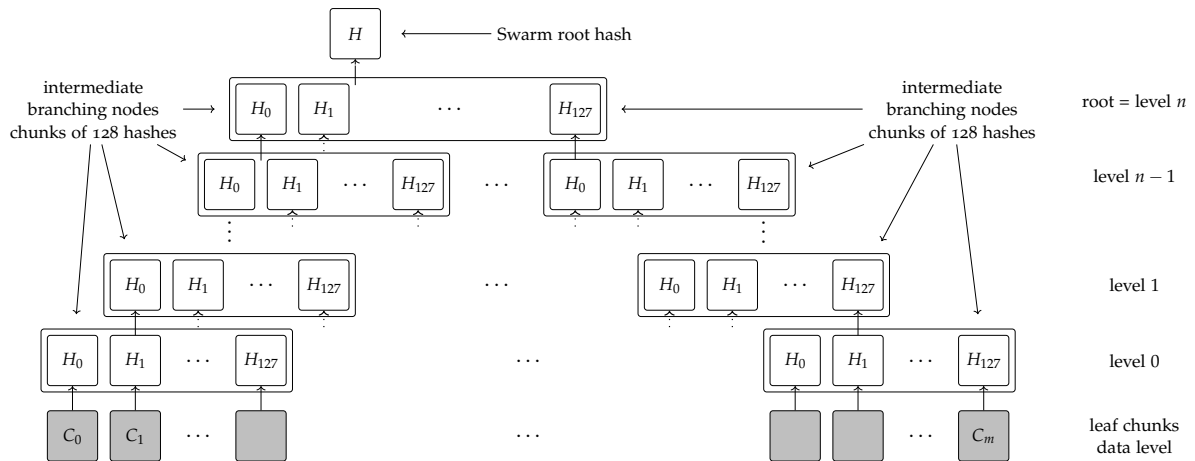 H
Swarm root hash
intermediate
branching nodes
chunks of 128 hashes
H₀ H₁ ⋯ H₁₂₇
intermediate
branching nodes
chunks of 128 hashes
root = level n
H₀ H₁ ⋯ H₁₂₇ ⋯ H₀ H₁ ⋯ H₁₂₇
level n − 1
⋮ ⋮
H₀ H₁ ⋯ H₁₂₇ ⋯ H₀ H₁ ⋯ H₁₂₇
level 1
H₀ H₁ ⋯ H₁₂₇ ⋯ H₀ H₁ ⋯ H₁₂₇
level 0
C₀ C₁ ⋯ ⋯ ⋯ Cₘ
leaf chunks
data level